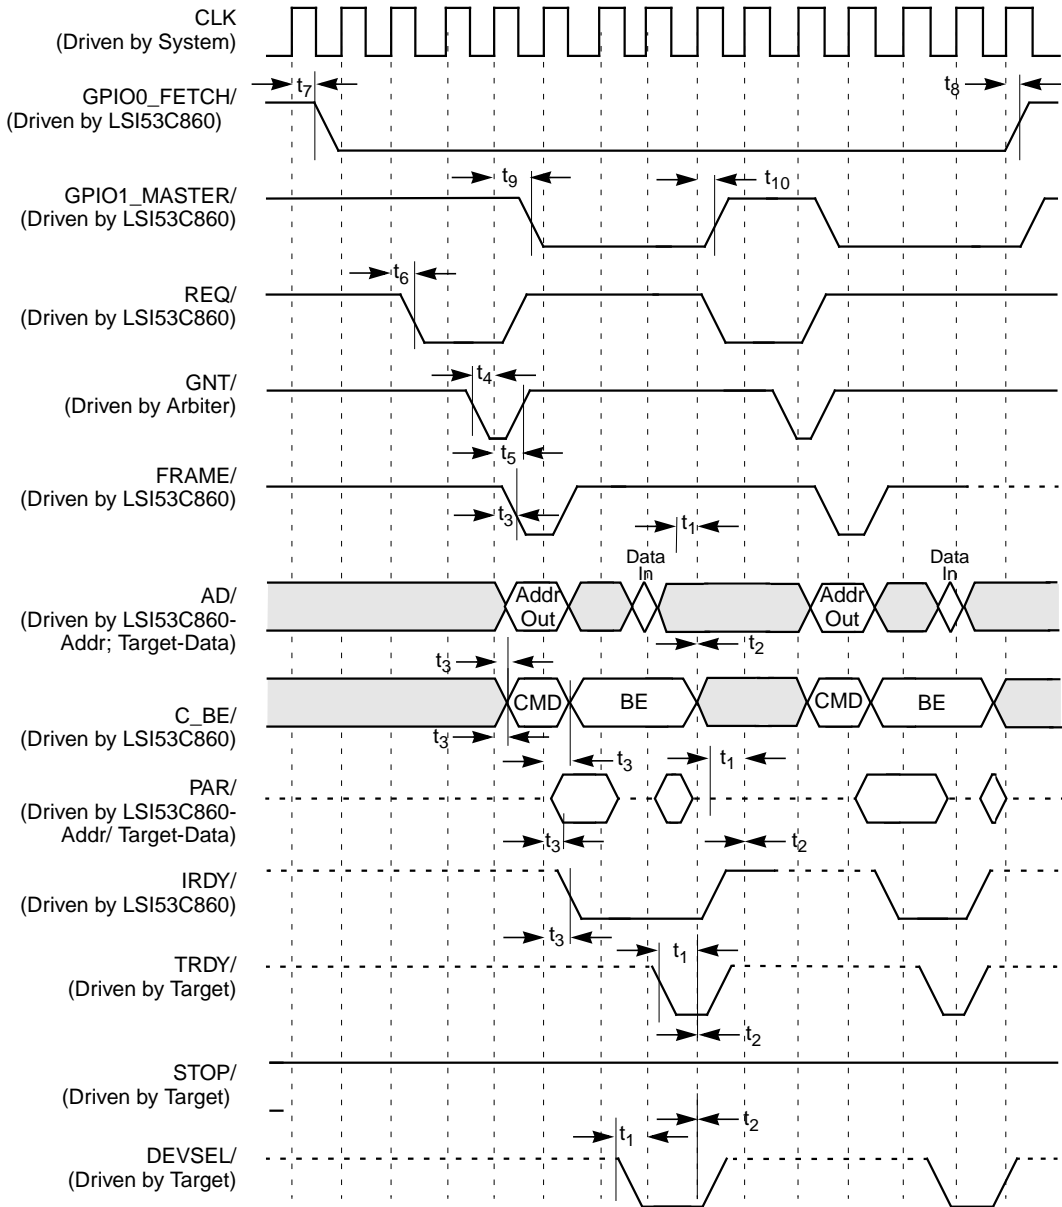 CLK
(Driven by System)
t7
t8
GPIO0_FETCH/
(Driven by LSI53C860)
t9
t10
GPIO1_MASTER/
(Driven by LSI53C860)
t6
REQ/
(Driven by LSI53C860)
t4
GNT/
(Driven by Arbiter)
t5
FRAME/
(Driven by LSI53C860)
t3
t1
Data
In
Data
In
AD/
(Driven by LSI53C860-
Addr; Target-Data)
Addr
Out
Addr
Out
t2
t3
C_BE/
(Driven by LSI53C860)
CMD
BE
CMD
BE
t3
t3
t1
PAR/
(Driven by LSI53C860-
Addr/ Target-Data)
t3
t2
IRDY/
(Driven by LSI53C860)
t3
t1
TRDY/
(Driven by Target)
t2
STOP/
(Driven by Target)
t2
t1
DEVSEL/
(Driven by Target)